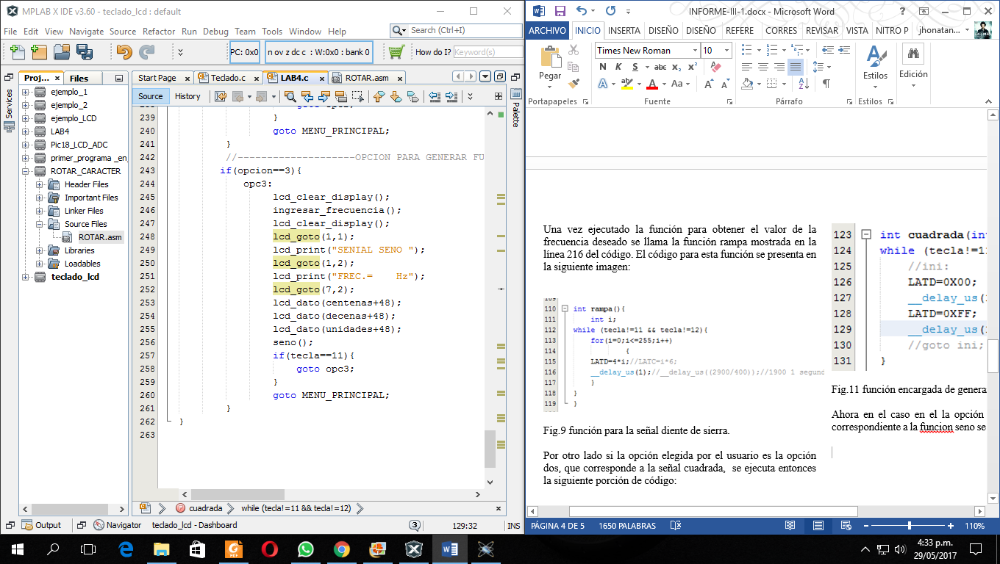 MPLAB X IDE v3.60 - teclado_lcd : default
File Edit View Navigate Source Refactor Run Debug Team Tools Window Help
Search (Ctrl+I)
PC: 0x0
n ov z dc c : W:0x0 : bank 0
How do I?
Keyword(s)
Proj...
Files
Services
ejemplo_1
ejemplo_2
ejemplo_LCD
LAB4
Pic18_LCD_ADC
primer_programa _en_
ROTAR_CARACTER
Header Files
Important Files
Linker Files
Source Files
ROTAR.asm
Libraries
Loadables
teclado_lcd
Start Page
Teclado.c
LAB4.c
ROTAR.asm
Source
History
Palette
239 }
240 goto MENU_PRINCIPAL;
241 }
242 //--------------------OPCION PARA GENERAR FU
243 if(opcion==3){
244 opc3:
245 lcd_clear_display();
246 ingresar_frecuencia();
247 lcd_clear_display();
248 lcd_goto(1,1);
249 lcd_print("SENIAL SENO ");
250 lcd_goto(1,2);
251 lcd_print("FREC.=    Hz");
252 lcd_goto(7,2);
253 lcd_dato(centenas+48);
254 lcd_dato(decenas+48);
255 lcd_dato(unidades+48);
256 seno();
257 if(tecla==11){
258 goto opc3;
259 }
260 goto MENU_PRINCIPAL;
261 }
262 }
263
cuadrada
while (tecla!=11 && tecla!=12)
Output
Navigator
teclado_lcd - Dashboard
3
129:32
INS
INFORME-III-1.docx - Microsoft Word
ARCHIVO INICIO INSERTA DISEÑO DISEÑO REFERE CORRES REVISAR VISTA NITRO P jhonatan...
Pegar
Times New Roman
10
N K S abc x₂ x²
Estilos
Edición
Portapapeles
Fuente
Párrafo
Estilos
Una vez ejecutado la función para obtener el valor de la
frecuencia deseado se llama la función rampa mostrada en la
línea 216 del código. El código para esta función se presenta en
la siguiente imagen:
110 int rampa(){
111 int i;
112 while (tecla!=11 && tecla!=12){
113 for(i=0;i<=255;i++)
114 {
115 LATD=4*i;//LATC=i*6;
116 __delay_us(1);//__delay_us((2900/400));//1900 1 segund
117 }
118 }
119 }
Fig.9 función para la señal diente de sierra.
Por otro lado si la opción elegida por el usuario es la opción
dos, que corresponde a la señal cuadrada,  se ejecuta entonces
la siguiente porción de código:
123 int cuadrada(in
124 while (tecla!=1
125 //ini:
126 LATD=0X00;
127 __delay_us(
128 LATD=0XFF;
129 __delay_us(
130 //goto ini;
131 }
Fig.11 función encargada de genera
Ahora en el caso en el la opción
correspondiente a la funcion seno se
PÁGINA 4 DE 5
1650 PALABRAS
110%
4:33 p.m.
29/05/2017